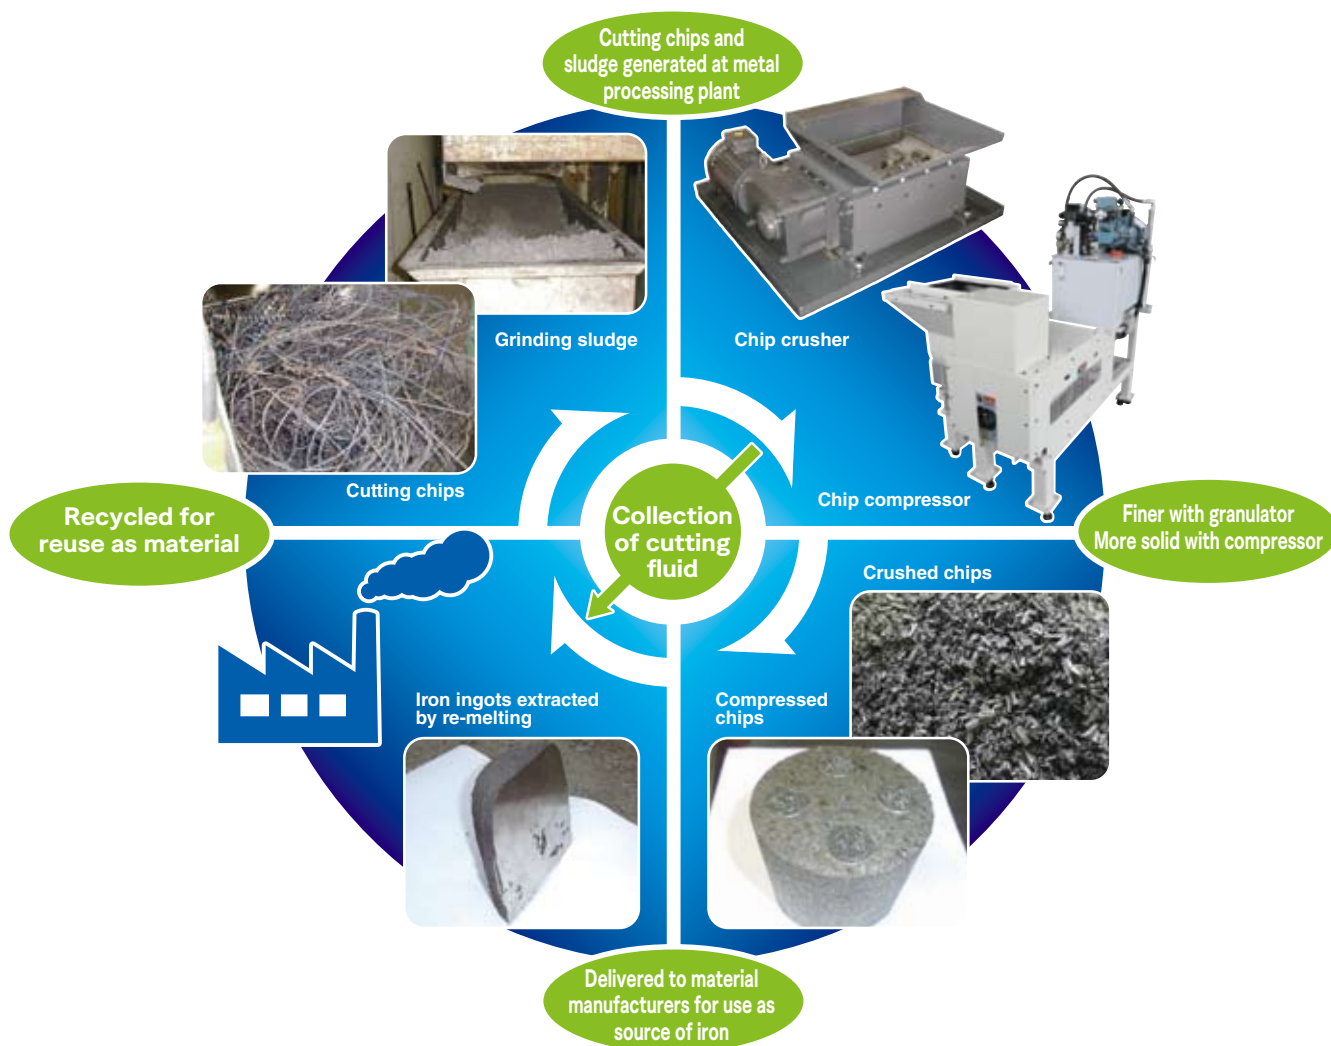 Cutting chips and
sludge generated at metal
processing plant
Grinding sludge
Chip crusher
Cutting chips
Chip compressor
Recycled for
reuse as material
Collection
of cutting
fluid
Finer with granulator
More solid with compressor
Crushed chips
Iron ingots extracted
by re-melting
Compressed
chips
Delivered to material
manufacturers for use as
source of iron